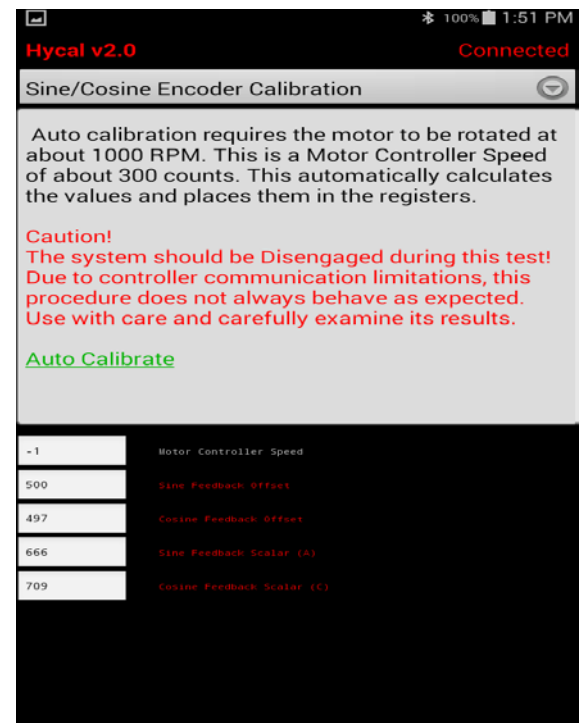 100% 1:51 PM
Hycal v2.0 Connected
Sine/Cosine Encoder Calibration
Auto calibration requires the motor to be rotated at
about 1000 RPM. This is a Motor Controller Speed
of about 300 counts. This automatically calculates
the values and places them in the registers.
Caution!
The system should be Disengaged during this test!
Due to controller communication limitations, this
procedure does not always behave as expected.
Use with care and carefully examine its results.
Auto Calibrate
-1 Motor Controller Speed
500 Sine Feedback Offset
497 Cosine Feedback Offset
666 Sine Feedback Scalar (A)
709 Cosine Feedback Scalar (C)